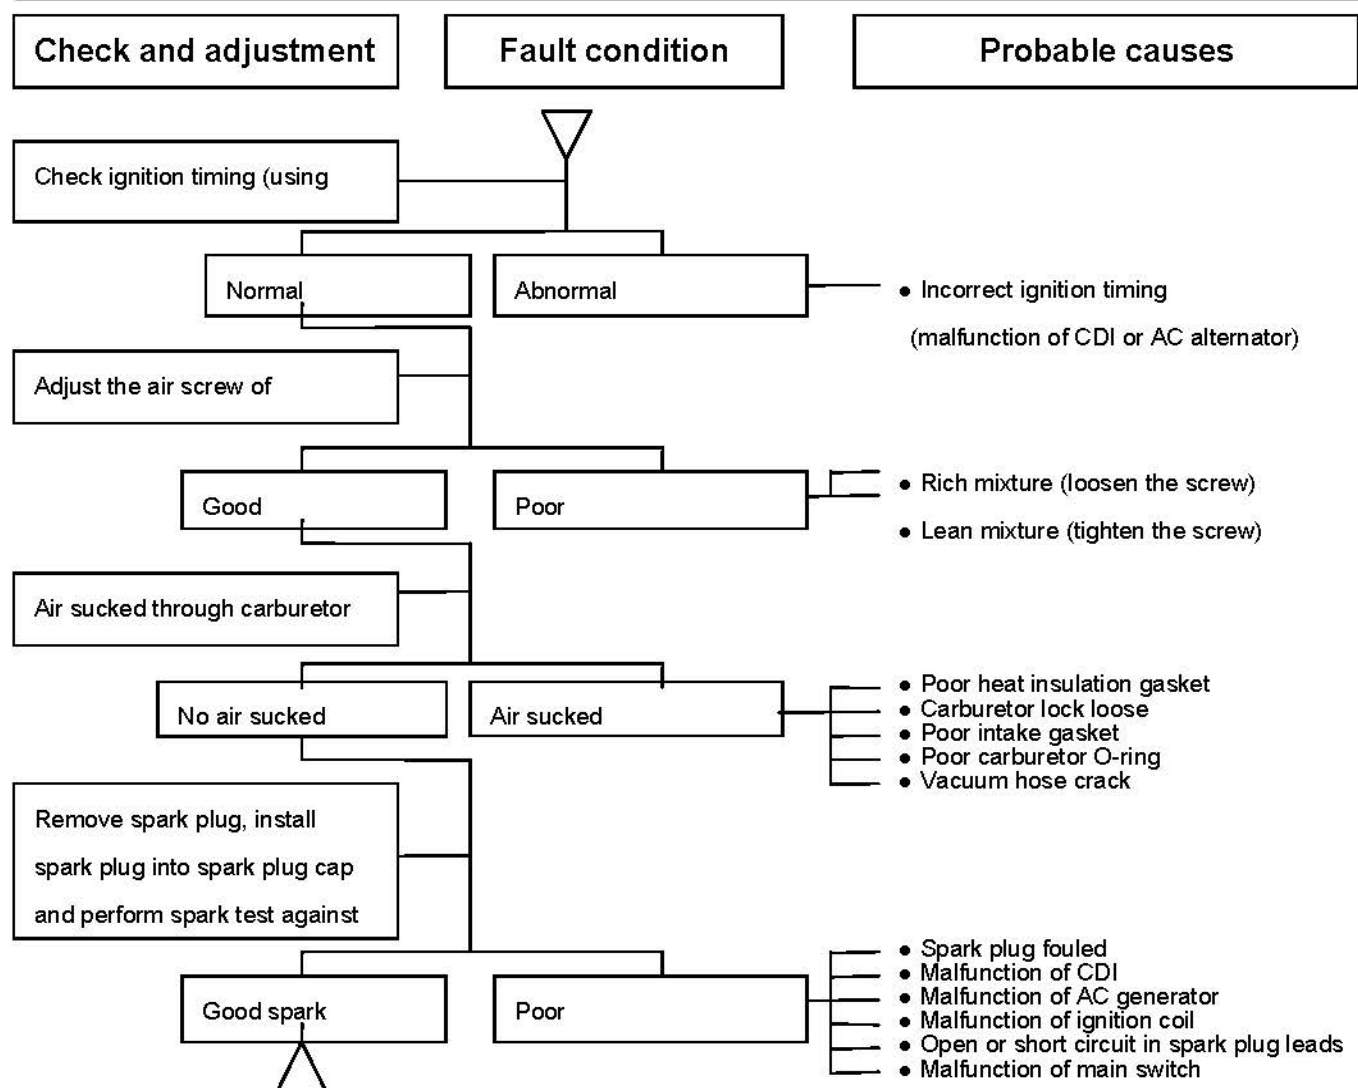 Check and adjustment
Fault condition
Probable causes
Check ignition timing (using
Normal
Abnormal
● Incorrect ignition timing
(malfunction of CDI or AC alternator)
Adjust the air screw of
Good
Poor
● Rich mixture (loosen the screw)
● Lean mixture (tighten the screw)
Air sucked through carburetor
No air sucked
Air sucked
● Poor heat insulation gasket
● Carburetor lock loose
● Poor intake gasket
● Poor carburetor O-ring
● Vacuum hose crack
Remove spark plug, install
spark plug into spark plug cap
and perform spark test against
Good spark
Poor
● Spark plug fouled
● Malfunction of CDI
● Malfunction of AC generator
● Malfunction of ignition coil
● Open or short circuit in spark plug leads
● Malfunction of main switch